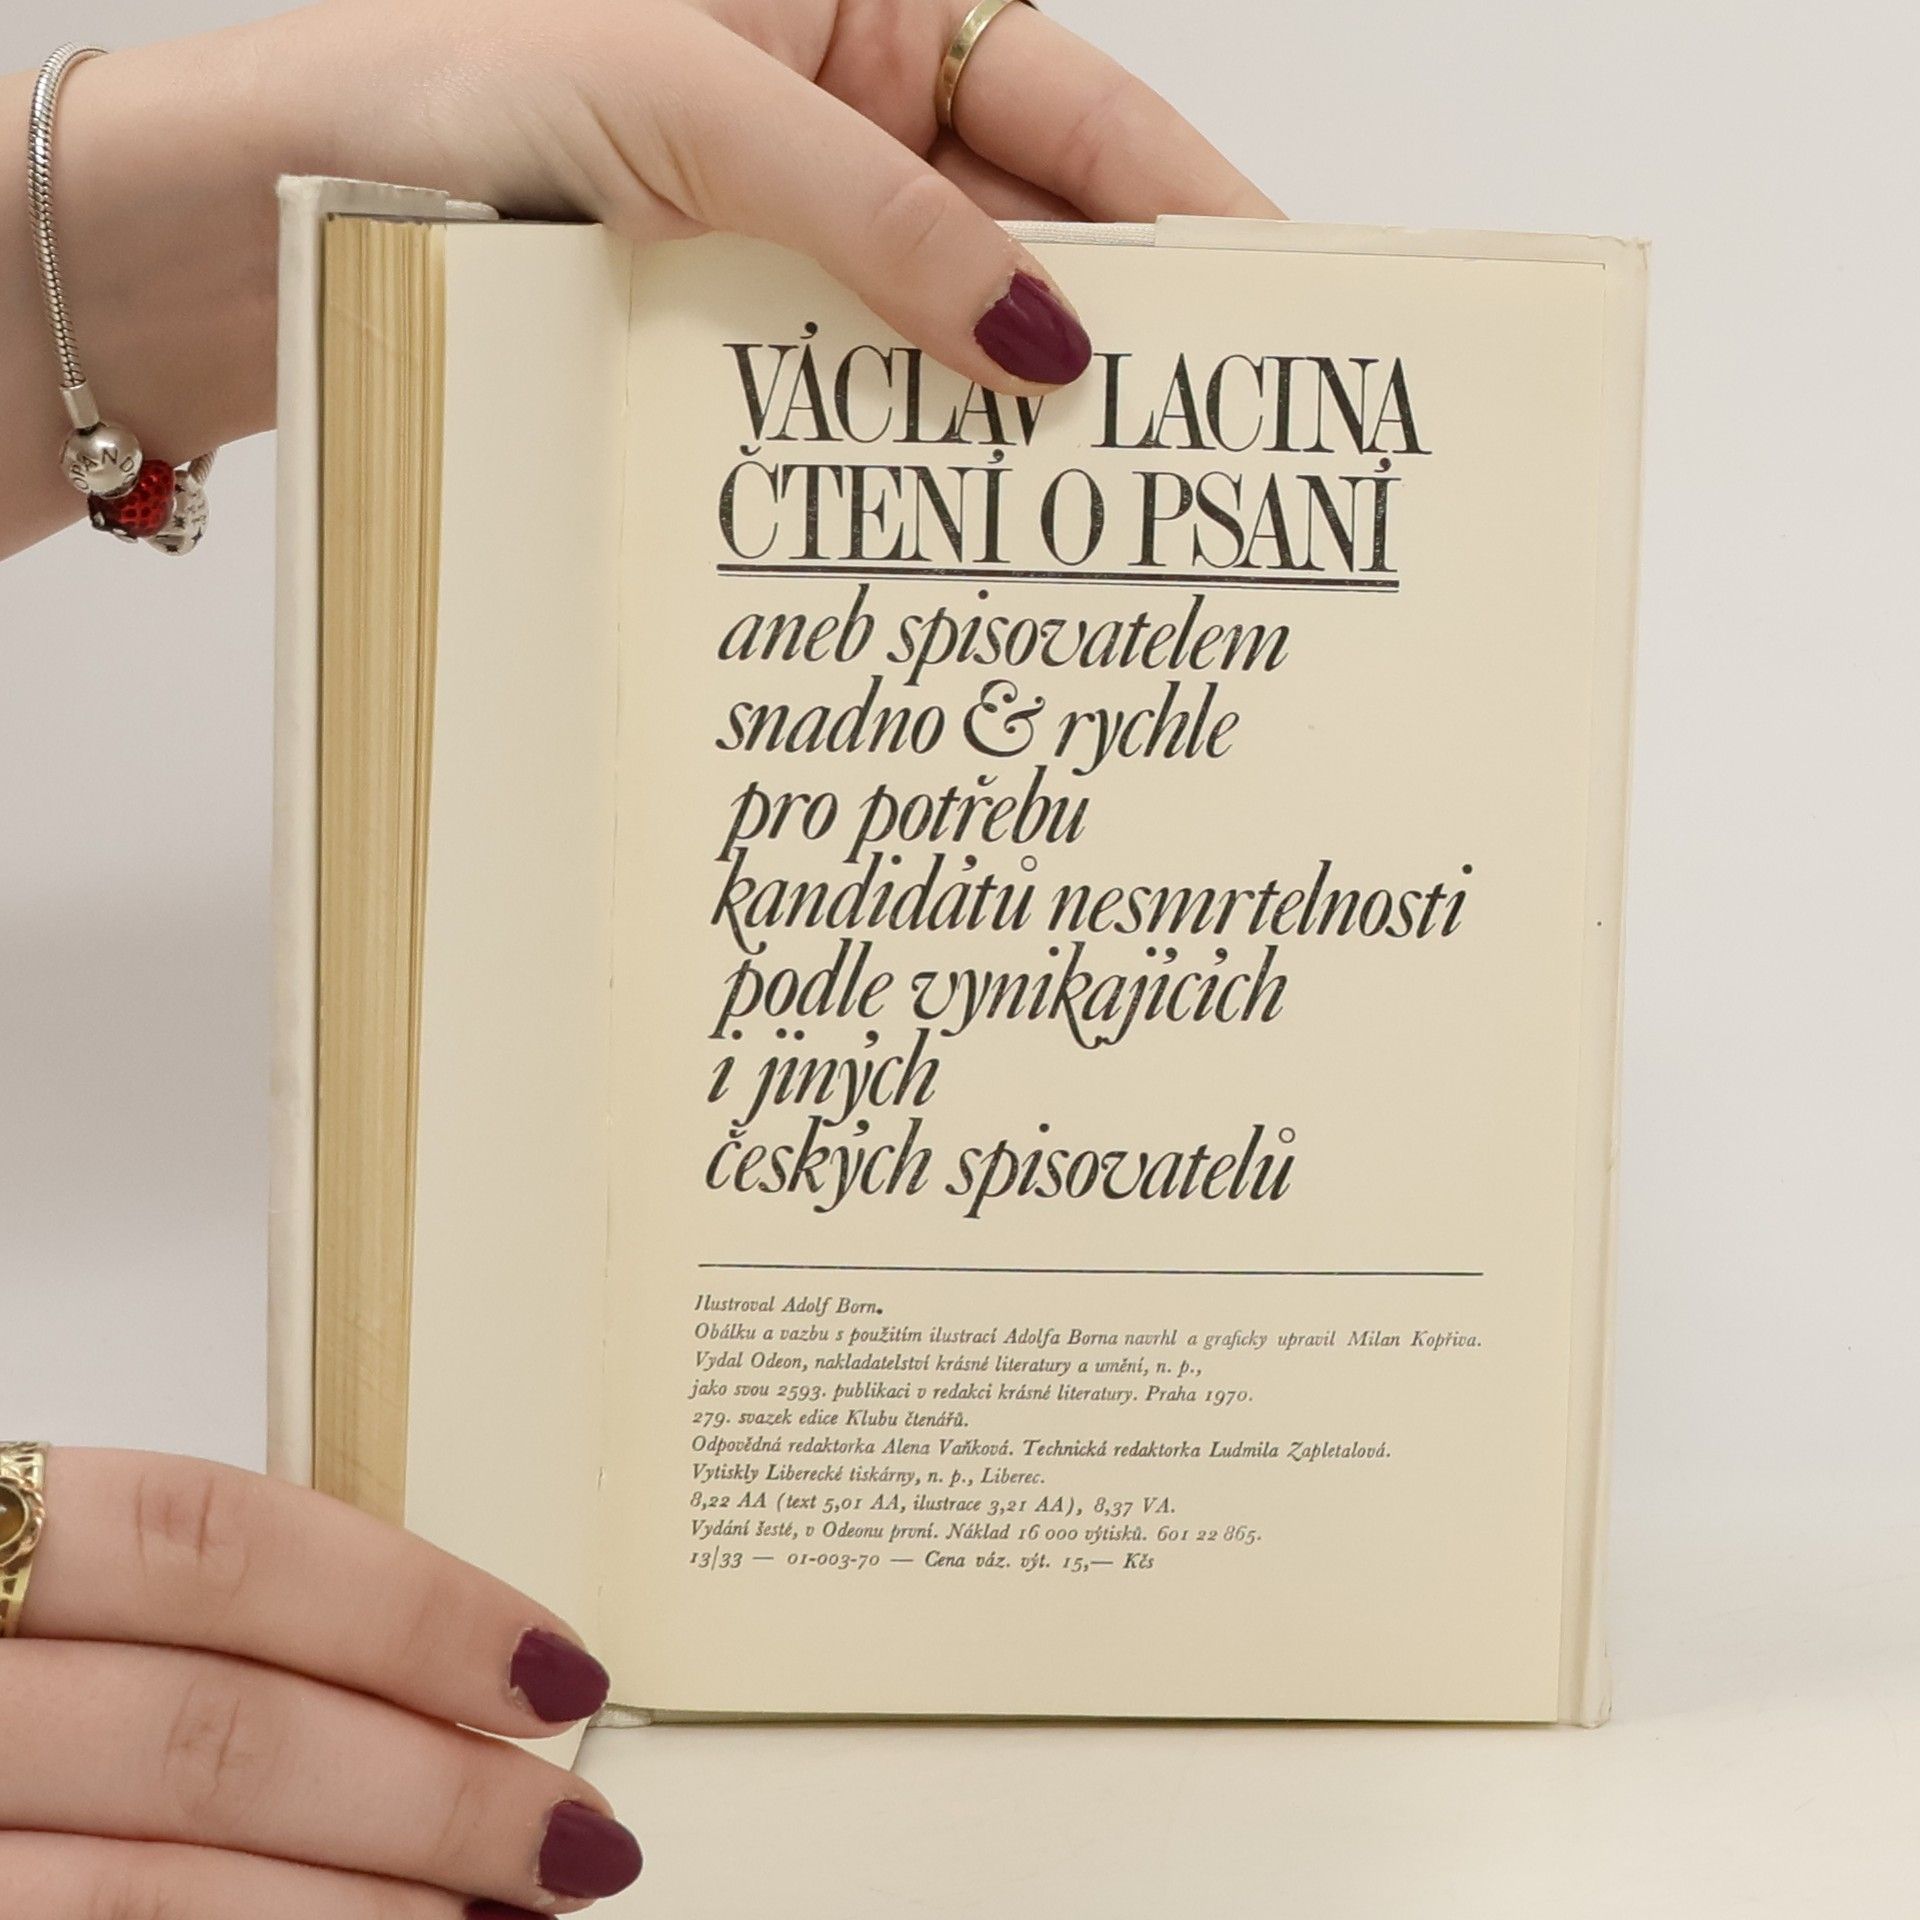 VÁCLAV LACINA
ČTENÍ O PSANÍ
aneb spisovatelem
snadno & rychle
pro potřebu
kandidátů nesmrtelnosti
podle vynikajících
i jiných
českých spisovatelů
Ilustroval Adolf Born.
Obálku a vazbu s použitím ilustrací Adolfa Borna navrhl a graficky upravil Milan Kopřiva.
Vydal Odeon, nakladatelství krásné literatury a umění, n. p.,
jako svou 2593. publikaci v redakci krásné literatury. Praha 1970.
279. svazek edice Klubu čtenářů.
Odpovědná redaktorka Alena Vaňková. Technická redaktorka Ludmila Zapletalová.
Vytiskly Liberecké tiskárny, n. p., Liberec.
8,22 AA (text 5,01 AA, ilustrace 3,21 AA), 8,37 VA.
Vydání šesté, v Odeonu první. Náklad 16 000 výtisků. 601 22 865.
13/33 — 01-003-70 — Cena váz. výt. 15,— Kčs